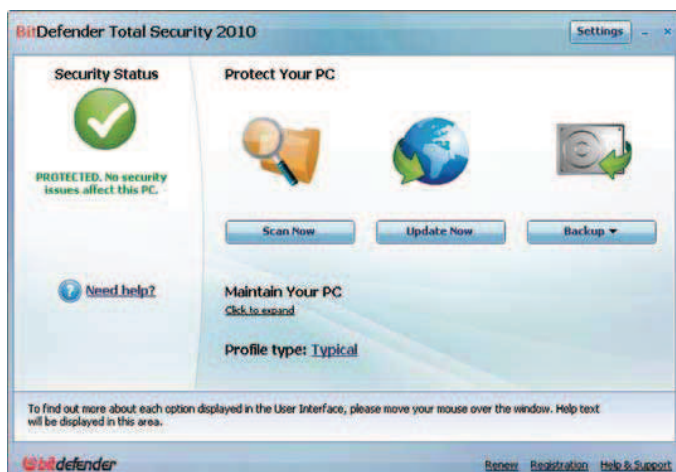 BitDefender Total Security 2010
Settings
Security Status
PROTECTED. No security
issues affect this PC.
Need help?
Protect Your PC
Scan Now
Update Now
Backup
Maintain Your PC
Click to expand
Profile type: Typical
To find out more about each option displayed in the User Interface, please move your mouse over the window. Help text
will be displayed in this area.
bitdefender
Renew Registration Help & Support